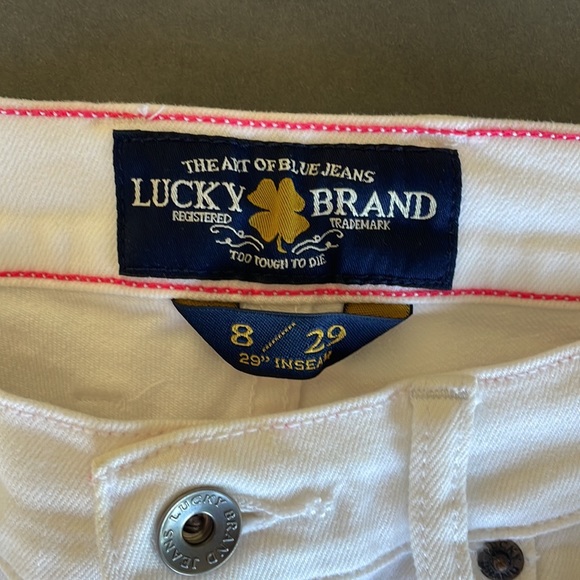 THE ART OF BLUE JEANS
LUCKY BRAND
REGISTERED TRADEMARK
TOO TOUGH TO DIE
8/29
29" INSEAM
LUCKY BRAND JEANS